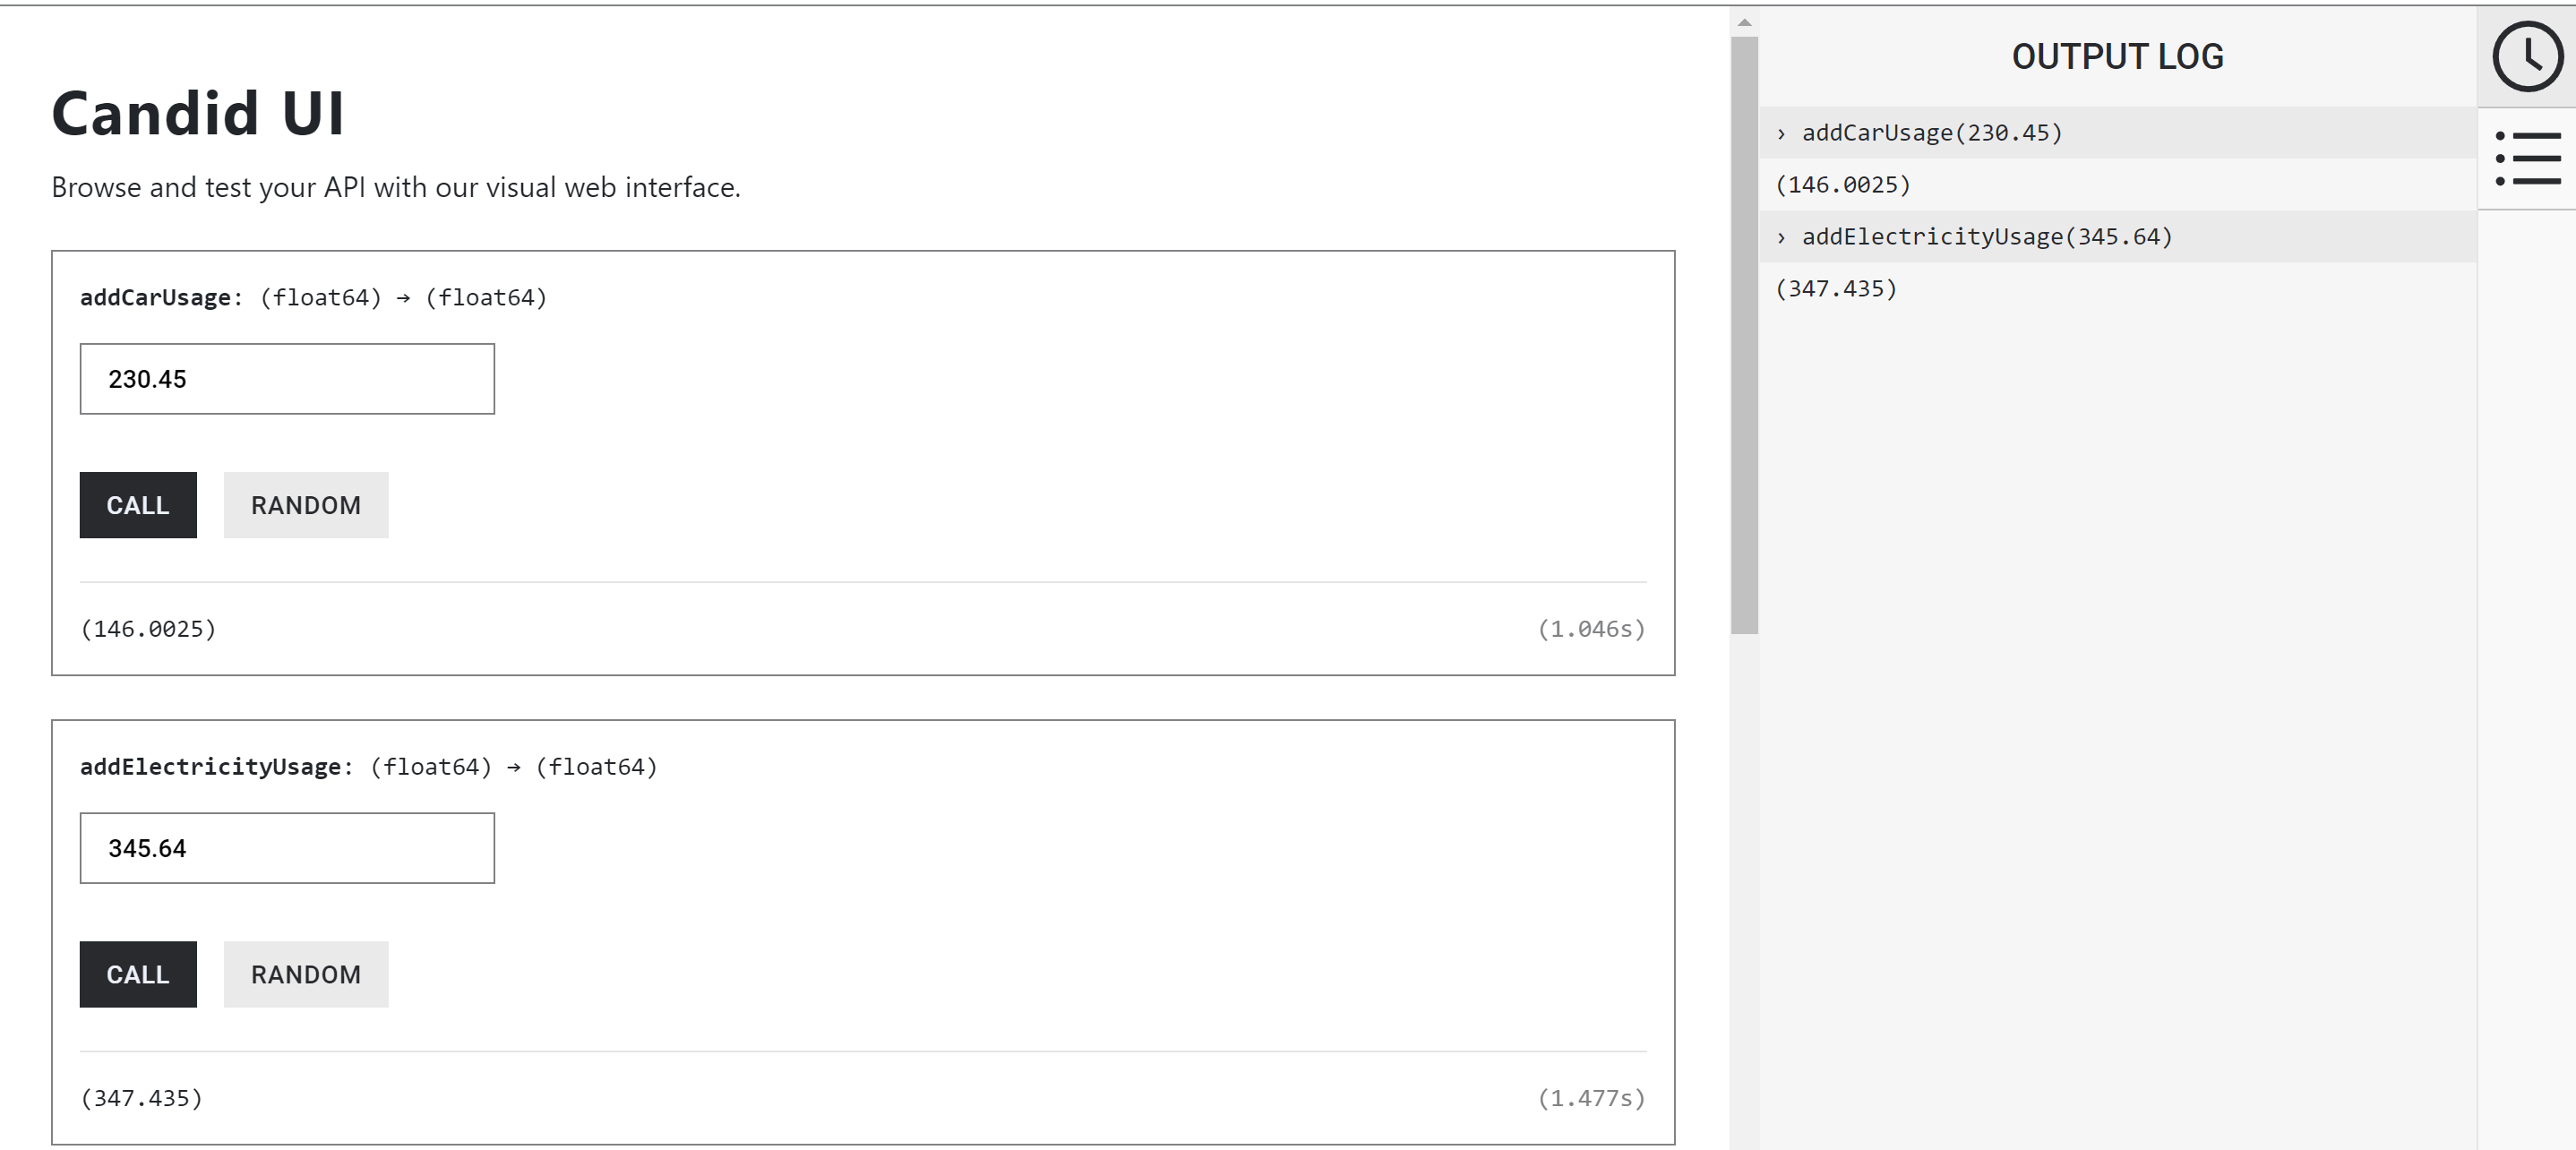 Candid UI
Browse and test your API with our visual web interface.
addCarUsage: (float64) → (float64)
230.45
CALL RANDOM
(146.0025) (1.046s)
addElectricityUsage: (float64) → (float64)
345.64
CALL RANDOM
(347.435) (1.477s)
OUTPUT LOG
› addCarUsage(230.45)
(146.0025)
› addElectricityUsage(345.64)
(347.435)